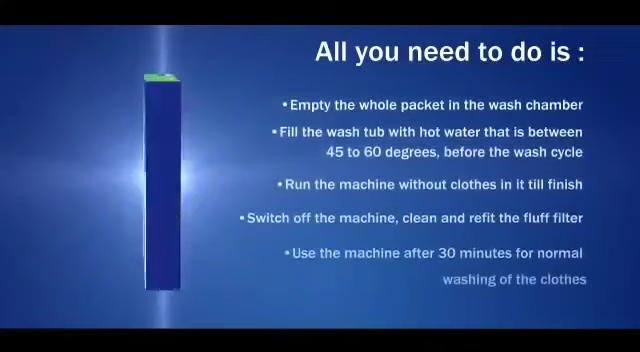 All you need to do is :
•Empty the whole packet in the wash chamber
•Fill the wash tub with hot water that is between
45 to 60 degrees, before the wash cycle
•Run the machine without clothes in it till finish
•Switch off the machine, clean and refit the fluff filter
•Use the machine after 30 minutes for normal
washing of the clothes